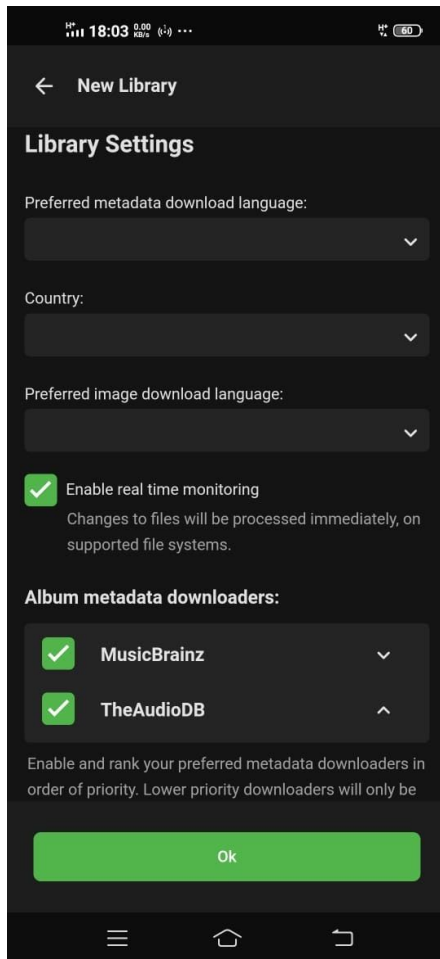 H+ 18:03 0.00 KB/s ··· H+ 60
New Library
Library Settings
Preferred metadata download language:
Country:
Preferred image download language:
Enable real time monitoring
Changes to files will be processed immediately, on
supported file systems.
Album metadata downloaders:
MusicBrainz
TheAudioDB
Enable and rank your preferred metadata downloaders in
order of priority. Lower priority downloaders will only be
Ok